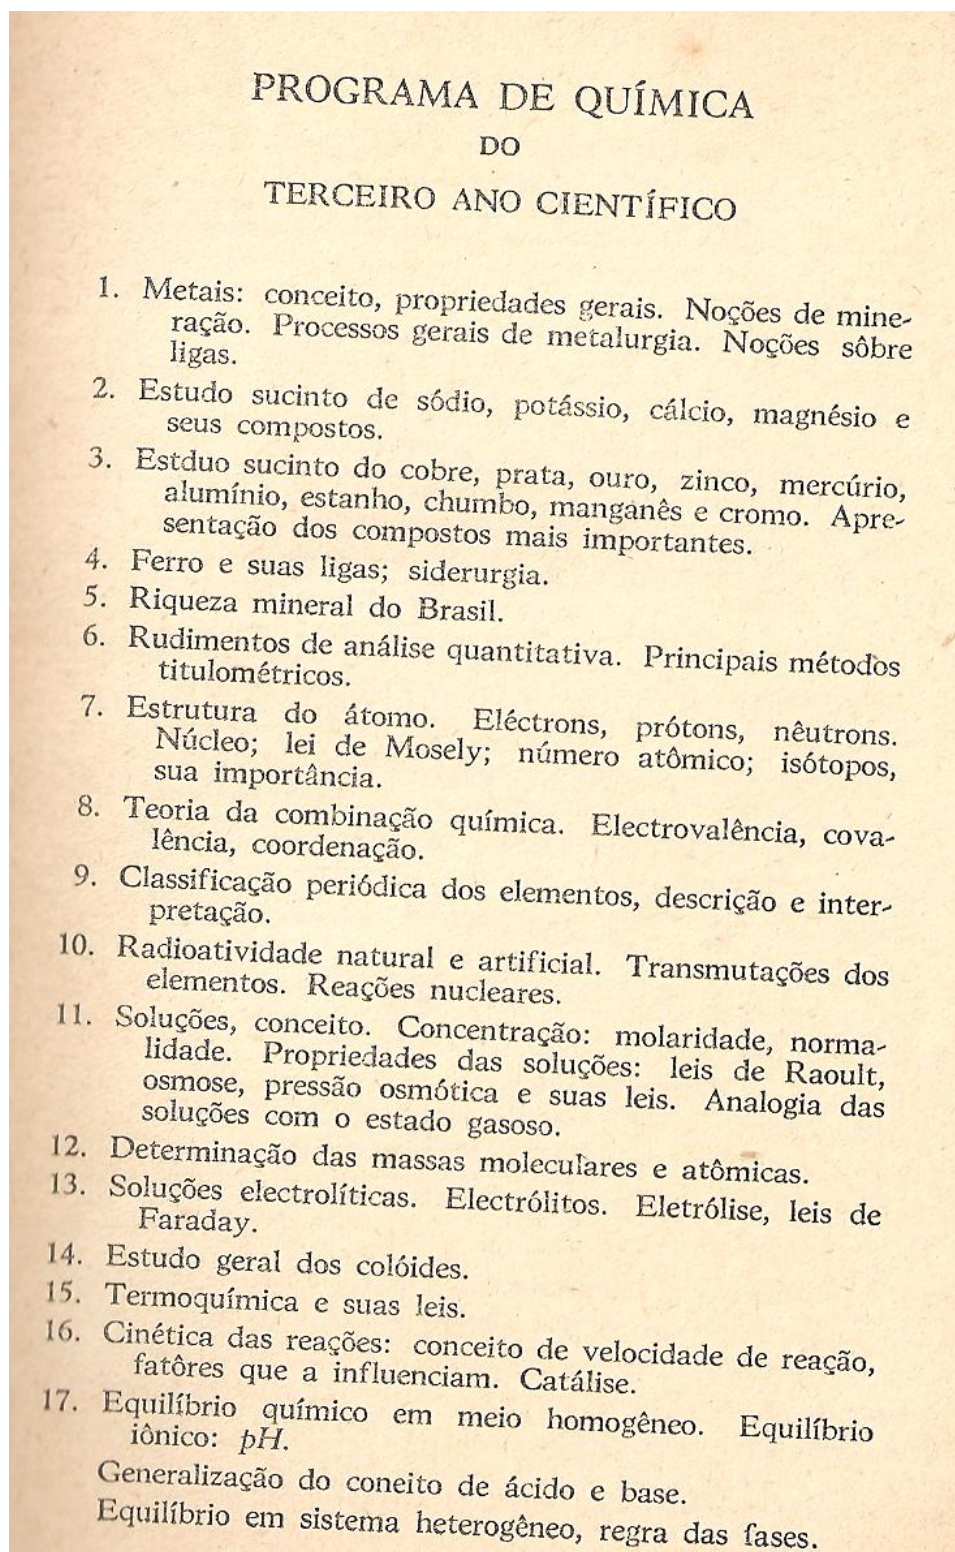 PROGRAMA DE QUÍMICA
DO
TERCEIRO ANO CIENTÍFICO
1. Metais: conceito, propriedades gerais. Noções de mine-
ração. Processos gerais de metalurgia. Noções sôbre
ligas.
2. Estudo sucinto de sódio, potássio, cálcio, magnésio e
seus compostos.
3. Estduo sucinto do cobre, prata, ouro, zinco, mercúrio,
alumínio, estanho, chumbo, manganês e cromo. Apre-
sentação dos compostos mais importantes.
4. Ferro e suas ligas; siderurgia.
5. Riqueza mineral do Brasil.
6. Rudimentos de análise quantitativa. Principais métodos
titulométricos.
7. Estrutura do átomo. Eléctrons, prótons, nêutrons.
Núcleo; lei de Mosely; número atômico; isótopos,
sua importância.
8. Teoria da combinação química. Electrovalência, cova-
lência, coordenação.
9. Classificação periódica dos elementos, descrição e inter-
pretação.
10. Radioatividade natural e artificial. Transmutações dos
elementos. Reações nucleares.
11. Soluções, conceito. Concentração: molaridade, norma-
lidade. Propriedades das soluções: leis de Raoult,
osmose, pressão osmótica e suas leis. Analogia das
soluções com o estado gasoso.
12. Determinação das massas moleculares e atômicas.
13. Soluções electrolíticas. Electrólitos. Eletrólise, leis de
Faraday.
14. Estudo geral dos colóides.
15. Termoquímica e suas leis.
16. Cinética das reações: conceito de velocidade de reação,
fatôres que a influenciam. Catálise.
17. Equilíbrio químico em meio homogêneo. Equilíbrio
iônico: pH.
Generalização do coneito de ácido e base.
Equilíbrio em sistema heterogêneo, regra das fases.